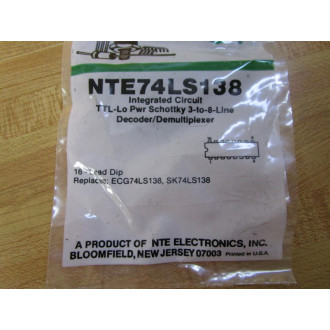 NTE74LS138
Integrated Circuit
TTL-Lo Pwr Schottky 3-to-8-Line
Decoder/Demultiplexer
16-Lead Dip
Replaces ECG74LS138, SK74LS138
A PRODUCT OF NTE ELECTRONICS, INC.
BLOOMFIELD, NEW JERSEY 07003 Printed in U.S.A.